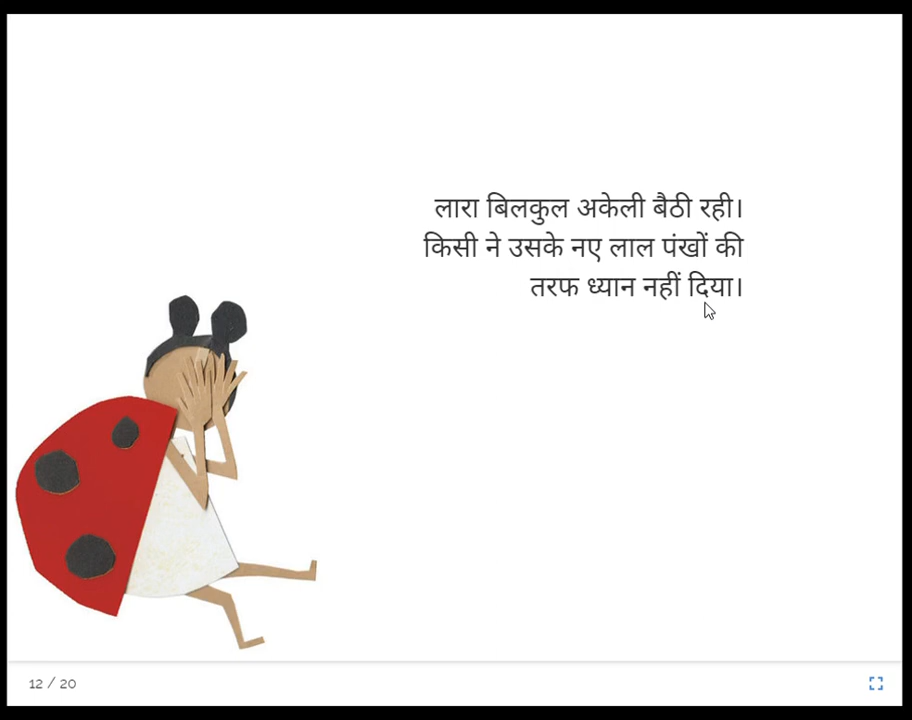 लारा बिलकुल अकेली बैठी रही।
किसी ने उसके नए लाल पंखों की
तरफ ध्यान नहीं दिया।
12 / 20